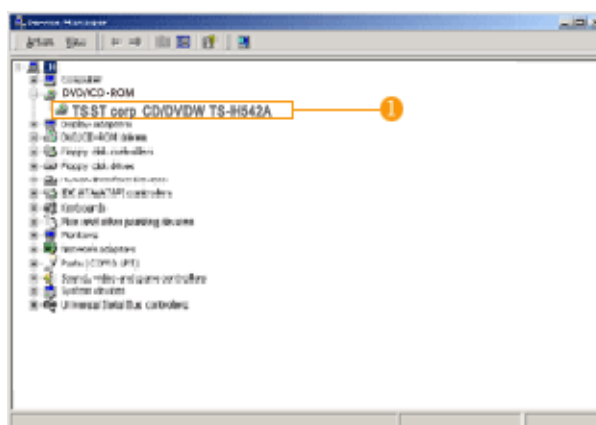 Device Manager
Action View
Computer
DVD/CD-ROM
TSST corp CD/DVDW TS-H542A
1
Display adapters
DVD/CD-ROM drives
Floppy disk controllers
Floppy disk drives
IDE ATA/ATAPI controllers
Keyboards
Mice and other pointing devices
Monitors
Network adapters
Ports (COM & LPT)
Sound, video and game controllers
System devices
Universal Serial Bus controllers